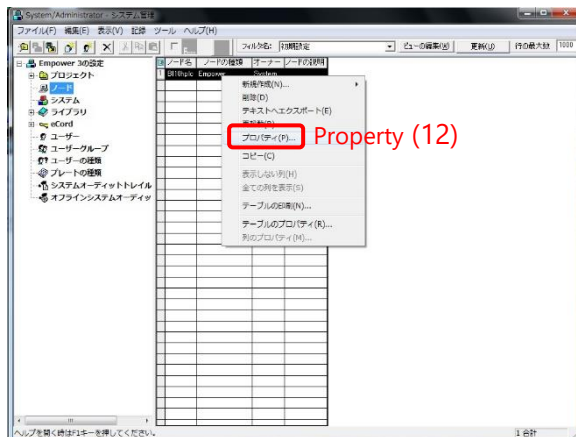 System/Administrator - システム管理
ファイル(F) 編集(E) 表示(V) 記録 ツール ヘルプ(H)
フィルタ名: 初期設定 ビューの編集(W) 更新(U) 行の最大数 1000
Empower 3の設定
プロジェクト
ノード
システム
ライブラリ
eCord
ユーザー
ユーザーグループ
ユーザーの種類
プレートの種類
システムオーディットトレイル
オフラインシステムオーディッ
ノード名 ノードの種類 オーナー ノードの説明
1 Empower System
新規作成(N)...
削除(D)
テキストへエクスポート(E)
プロパティ(P)...
Property (12)
コピー(C)
表示しない列(H)
全ての列を表示(S)
テーブルの印刷(N)...
テーブルのプロパティ(R)...
列のプロパティ(M)...
ヘルプを開く時はF1キーを押してください。
1 合計